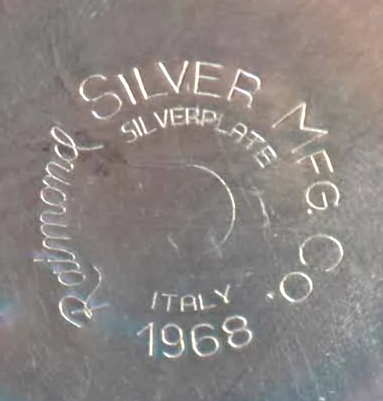 Raimond SILVER MFG. CO.
SILVERPLATE
ITALY
1968